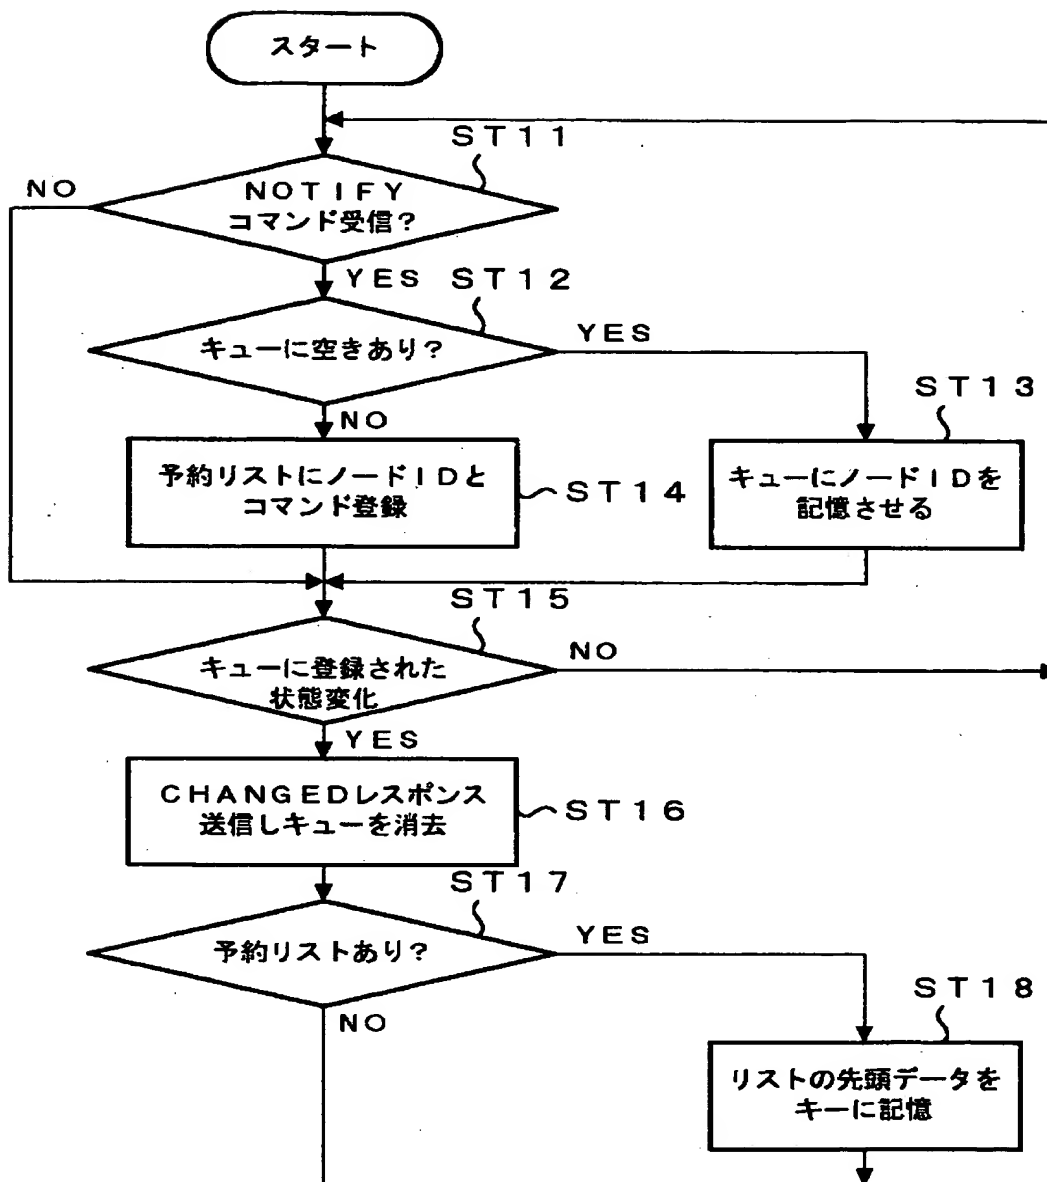 スタート
ST11
NO
NOTIFY
コマンド受信?
YES
ST12
キューに空きあり?
YES
NO
ST13
予約リストにノードIDと
コマンド登録
ST14
キューにノードIDを
記憶させる
ST15
キューに登録された
状態変化
NO
YES
CHANGEDレスポンス
送信しキューを消去
ST16
ST17
予約リストあり?
YES
NO
ST18
リストの先頭データを
キーに記憶